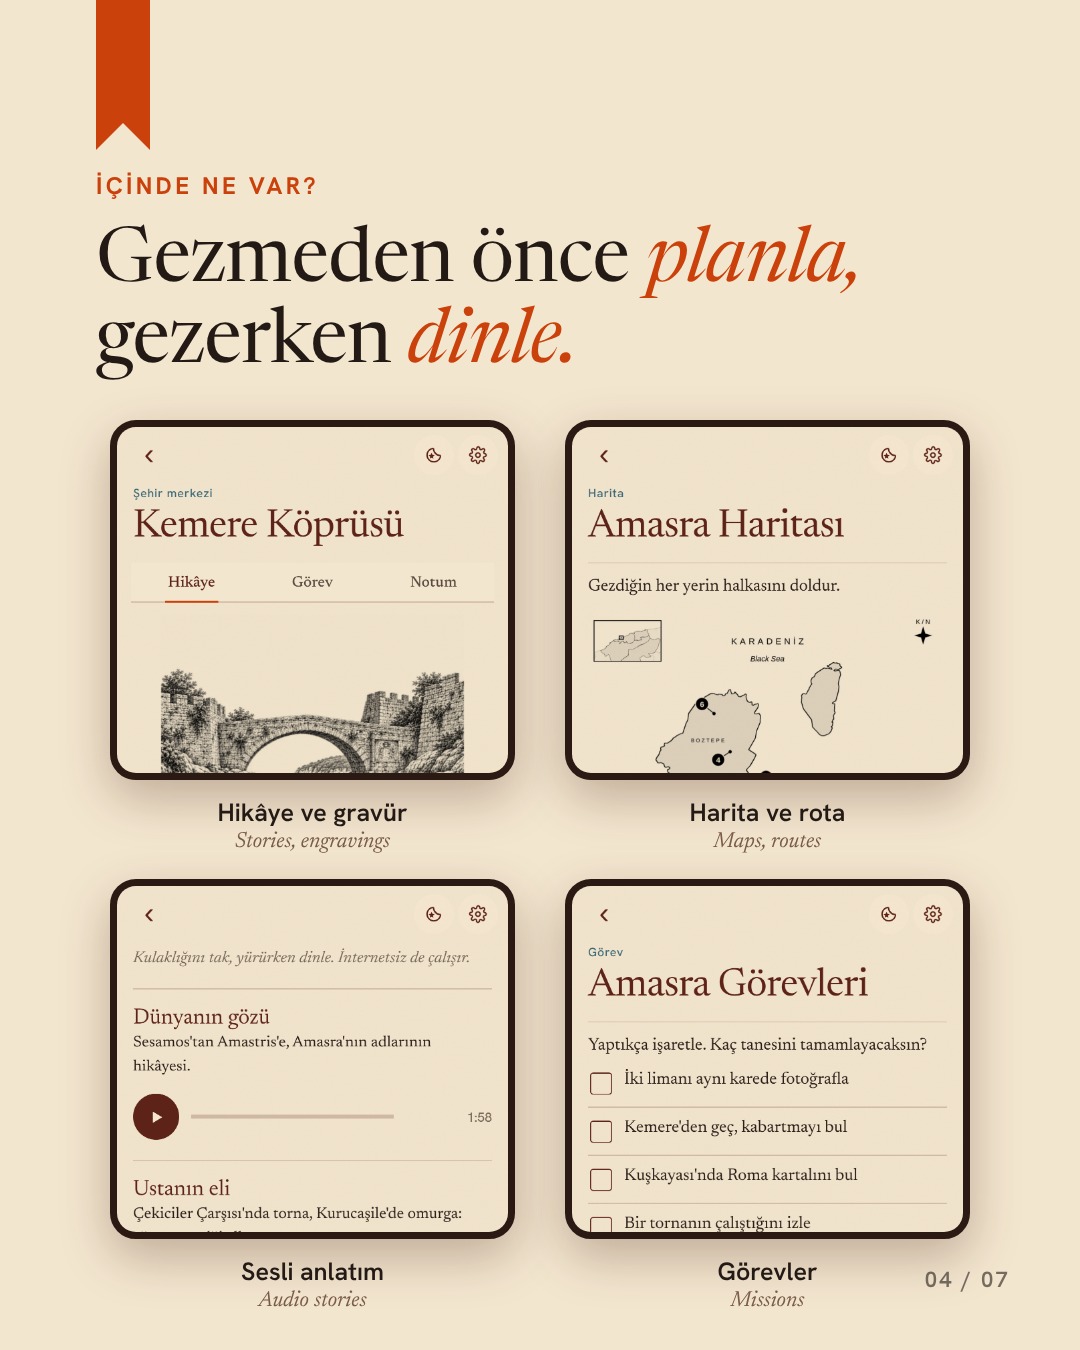 İÇİNDE NE VAR?
Gezmeden önce planla,
gezerken dinle.
Şehir merkezi
Kemere Köprüsü
Hikâye Görev Notum
Hikâye ve gravür
Stories, engravings
Harita
Amasra Haritası
Gezdiğin her yerin halkasını doldur.
K/N
KARADENİZ
Black Sea
6
BOZTEPE
4
Harita ve rota
Maps, routes
Kulaklığını tak, yürürken dinle. İnternetsiz de çalışır.
Dünyanın gözü
Sesamos'tan Amastris'e, Amasra'nın adlarının
hikâyesi.
1:58
Ustanın eli
Çekiciler Çarşısı'nda torna, Kurucaşile'de omurga:
Sesli anlatım
Audio stories
Görev
Amasra Görevleri
Yaptıkça işaretle. Kaç tanesini tamamlayacaksın?
İki limanı aynı karede fotoğrafla
Kemere'den geç, kabartmayı bul
Kuşkayası'nda Roma kartalını bul
Bir tornanın çalıştığını izle
Görevler
Missions
04 / 07